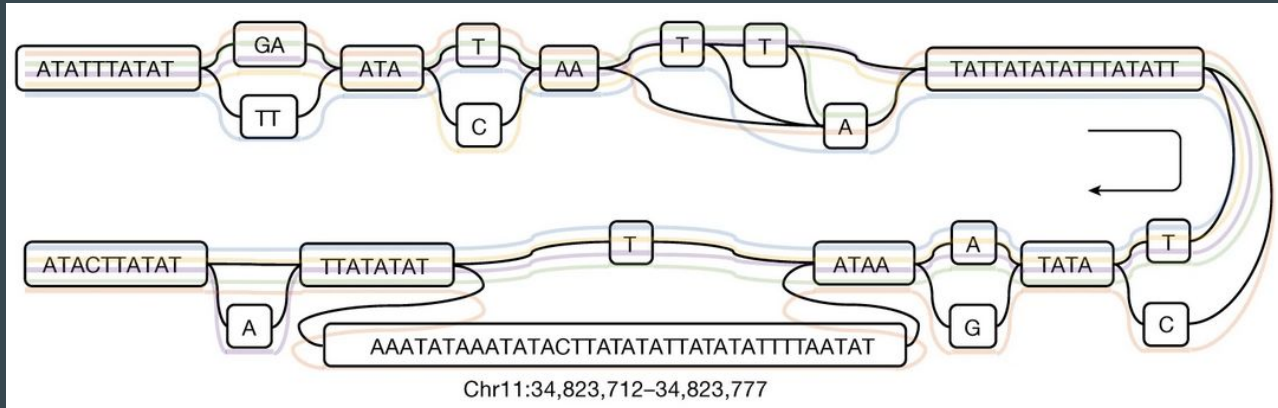 GA T T T
ATATTTATAT ATA AA TATTATATATTTATATT
TT C A
A T
T
ATACTTATAT TTATATAT ATAA TATA
A G C
AAATATAAATATACTTATATATTATATATTTTAATAT
Chr11:34,823,712–34,823,777